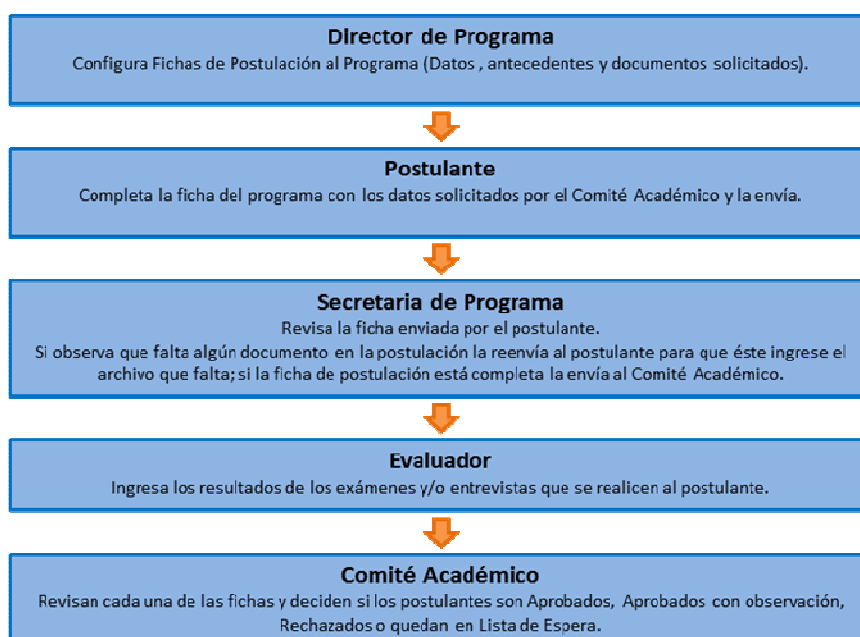 Director de Programa
Configura Fichas de Postulación al Programa (Datos , antecedentes y documentos solicitados).
Postulante
Completa la ficha del programa con los datos solicitados por el Comité Académico y la envía.
Secretaria de Programa
Revisa la ficha enviada por el postulante.
Si observa que falta algún documento en la postulación la reenvía al postulante para que éste ingrese el
archivo que falta; si la ficha de postulación está completa la envía al Comité Académico.
Evaluador
Ingresa los resultados de los exámenes y/o entrevistas que se realicen al postulante.
Comité Académico
Revisan cada una de las fichas y deciden si los postulantes son Aprobados, Aprobados con observación,
Rechazados o quedan en Lista de Espera.